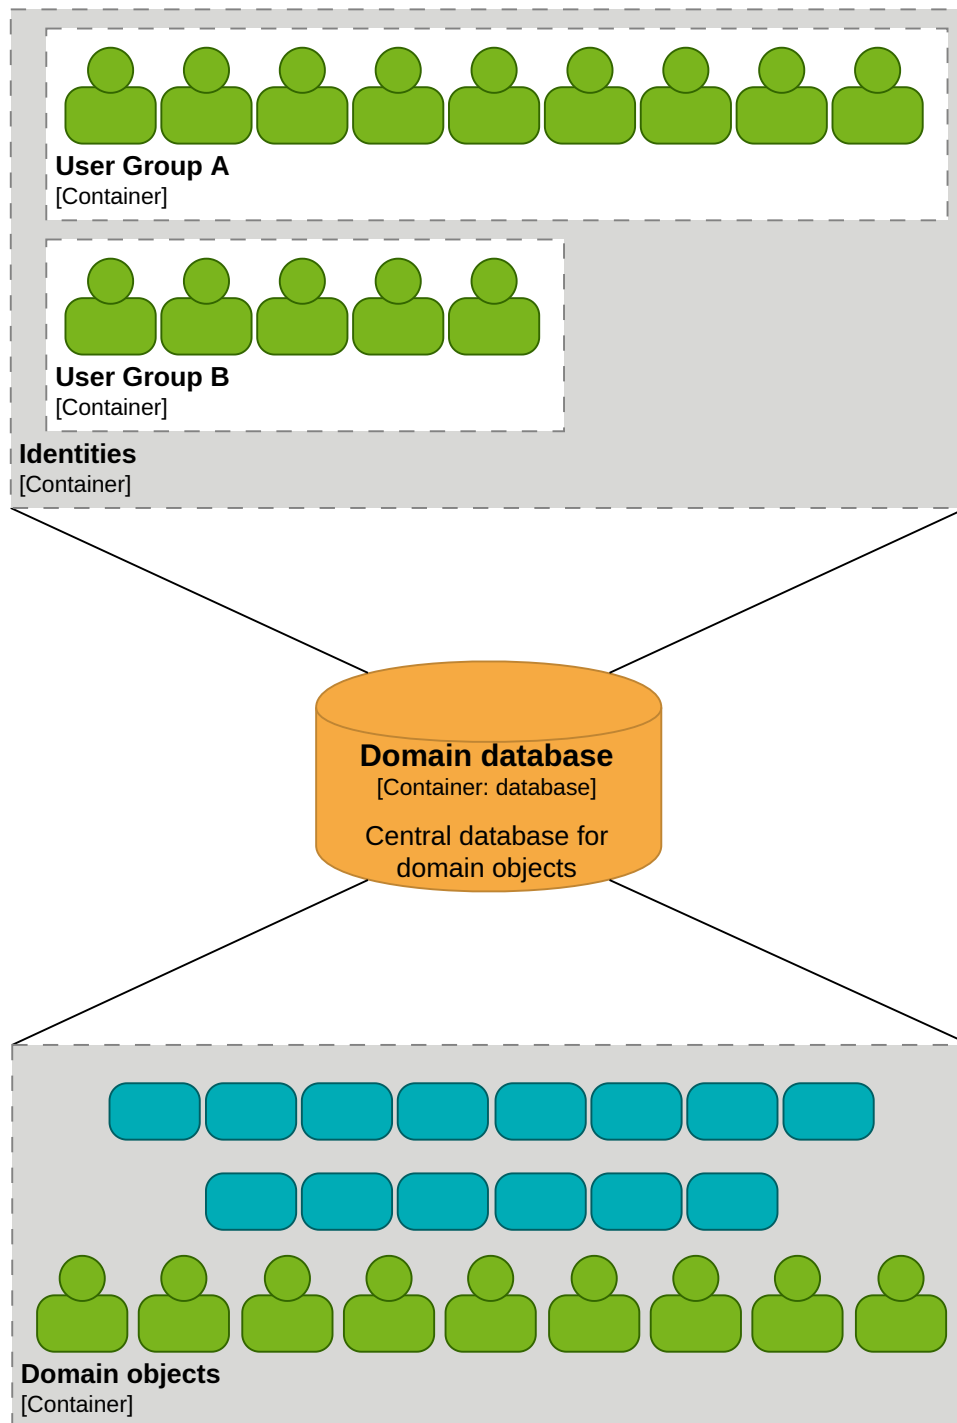 User Group A
[Container]
User Group B
[Container]
Identities
[Container]
Domain database
[Container: database]
Central database for
domain objects
Domain objects
[Container]